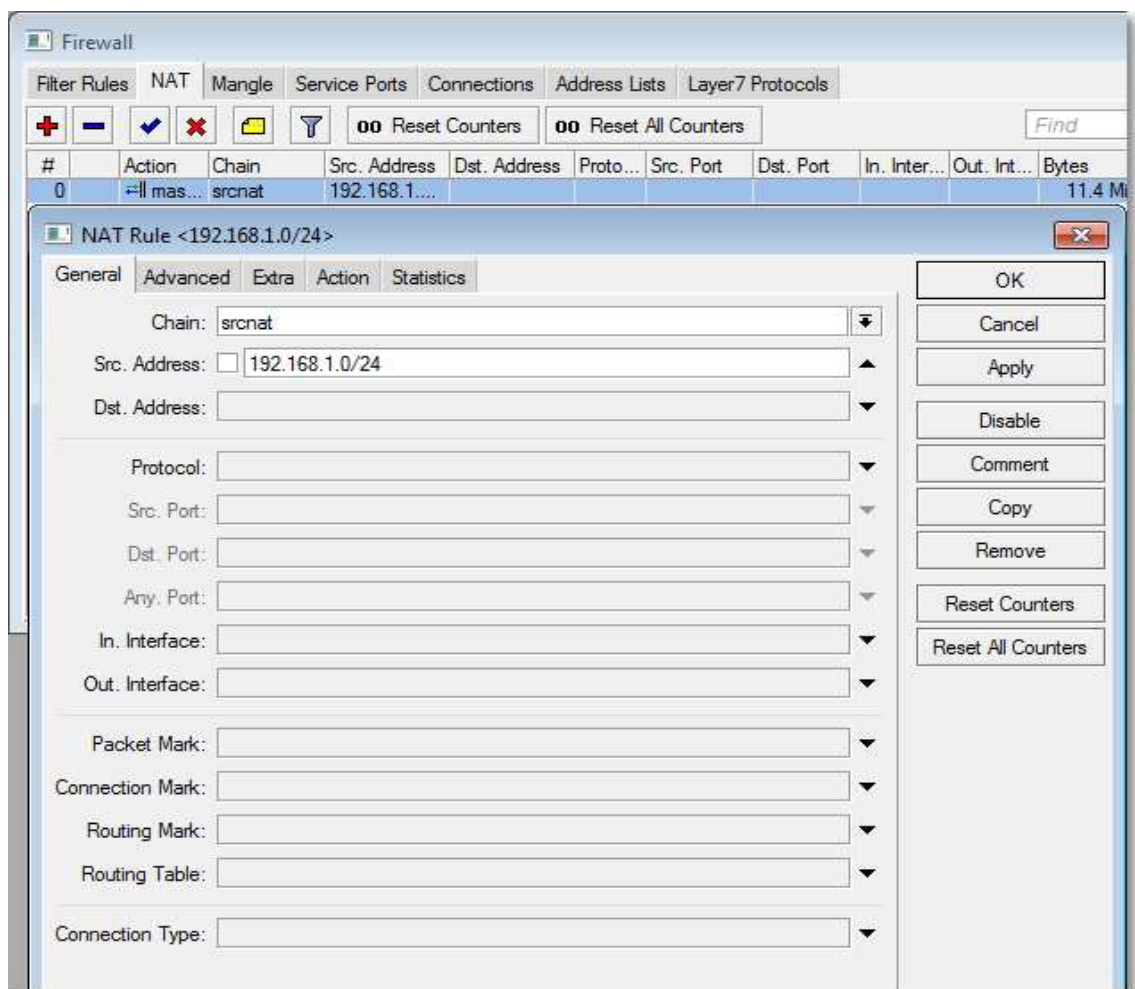 Firewall
Filter Rules NAT Mangle Service Ports Connections Address Lists Layer7 Protocols
00 Reset Counters 00 Reset All Counters Find
# Action Chain Src. Address Dst. Address Proto... Src. Port Dst. Port In. Inter... Out. Int... Bytes
0 mas... srcnat 192.168.1.... 11.4 Mi
NAT Rule <192.168.1.0/24>
General Advanced Extra Action Statistics
OK
Chain: srcnat
Cancel
Src. Address: 192.168.1.0/24
Apply
Dst. Address:
Disable
Protocol:
Comment
Src. Port:
Copy
Dst. Port:
Remove
Any. Port:
Reset Counters
In. Interface:
Reset All Counters
Out. Interface:
Packet Mark:
Connection Mark:
Routing Mark:
Routing Table:
Connection Type: